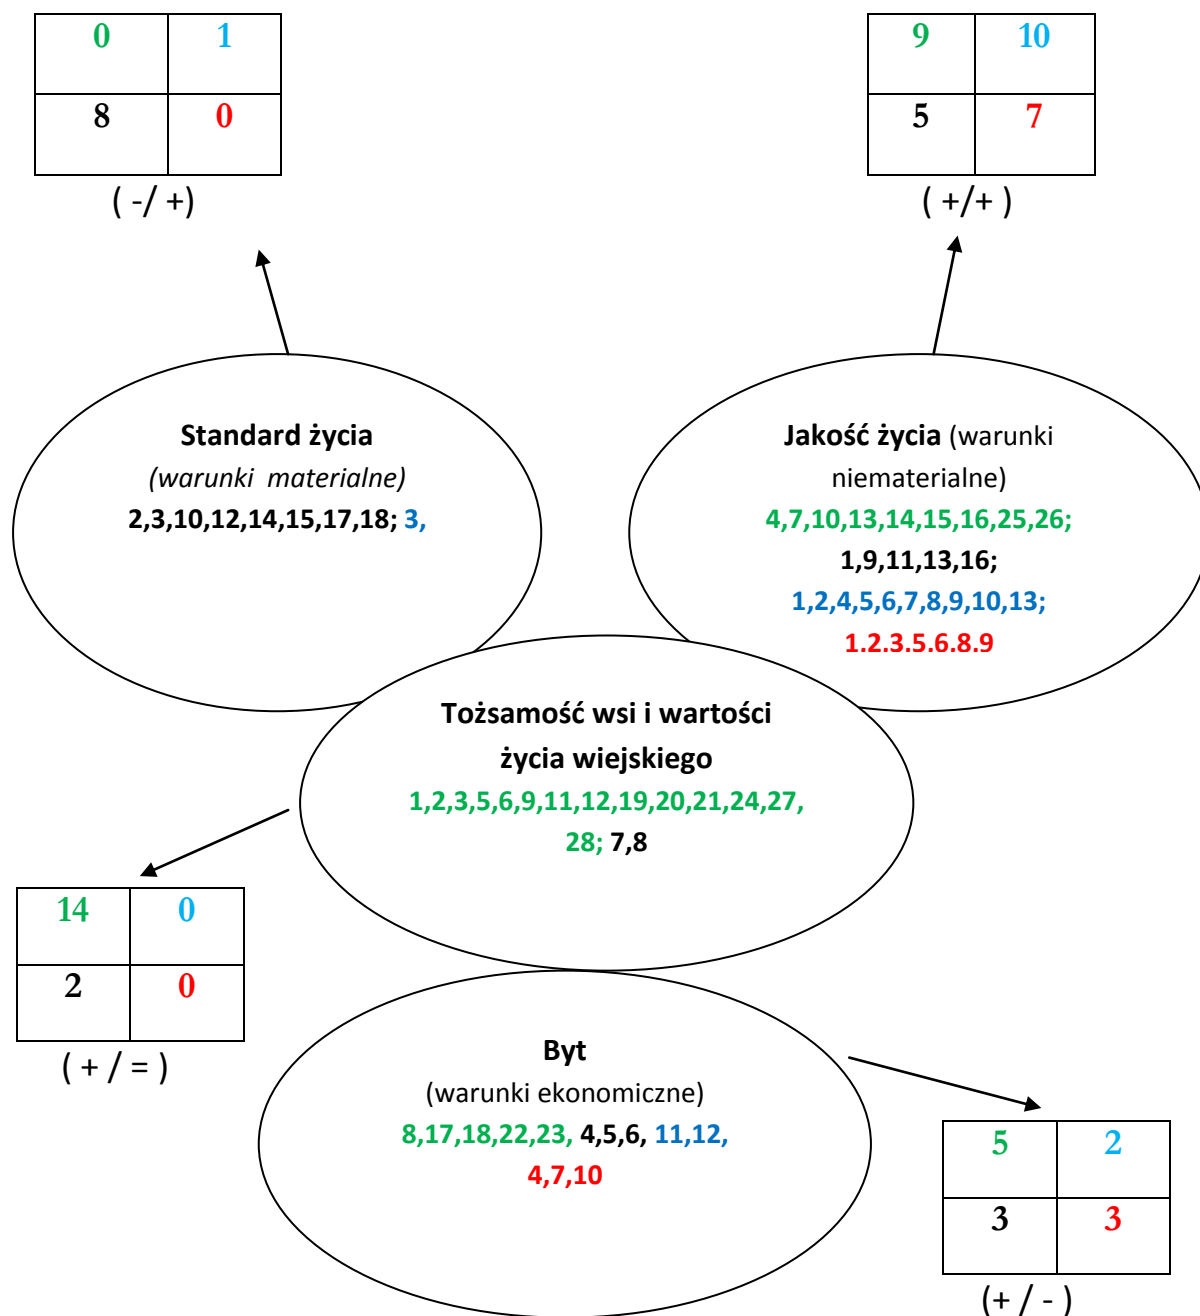 0 1
8 0
( -/ +)
9 10
5 7
( +/+ )
Standard życia
(warunki materialne)
2,3,10,12,14,15,17,18; 3,
Jakość życia (warunki
niematerialne)
4,7,10,13,14,15,16,25,26;
1,9,11,13,16;
1,2,4,5,6,7,8,9,10,13;
1.2.3.5.6.8.9
Tożsamość wsi i wartości
życia wiejskiego
1,2,3,5,6,9,11,12,19,20,21,24,27,
28; 7,8
14 0
2 0
( + / = )
Byt
(warunki ekonomiczne)
8,17,18,22,23, 4,5,6, 11,12,
4,7,10
5 2
3 3
(+ / - )